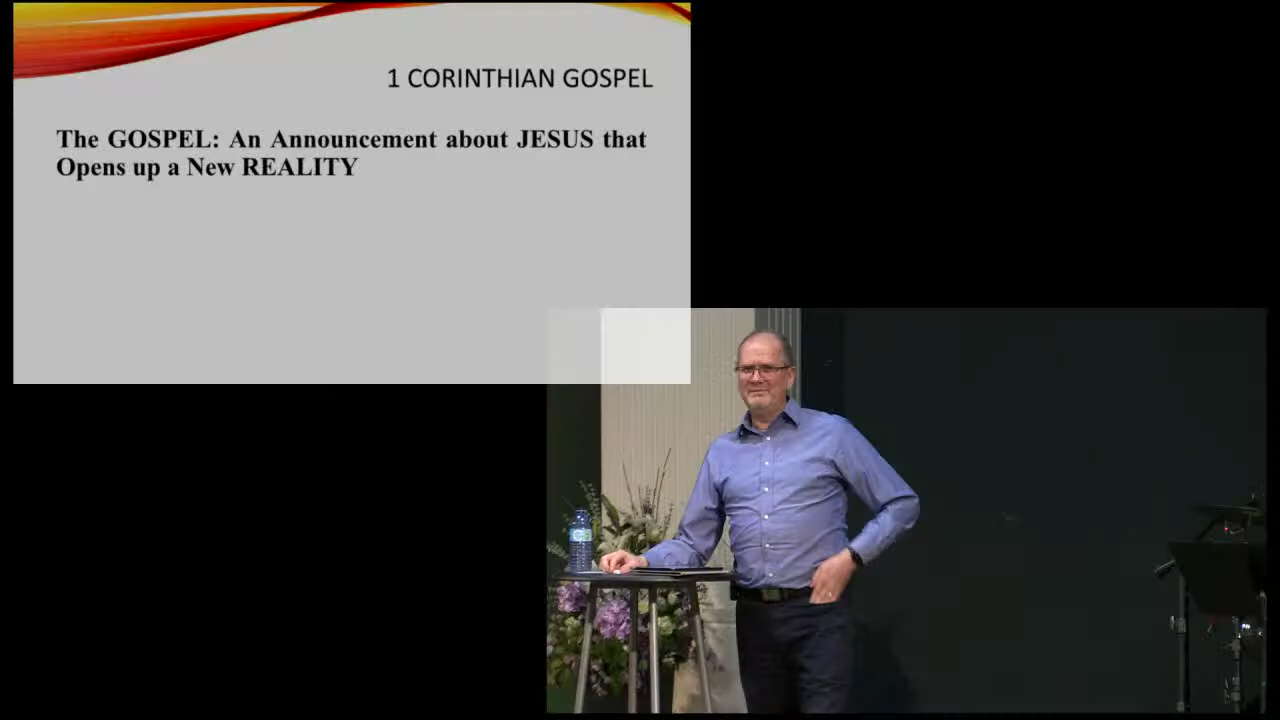 1 CORINTHIAN GOSPEL
The GOSPEL: An Announcement about JESUS that
Opens up a New REALITY